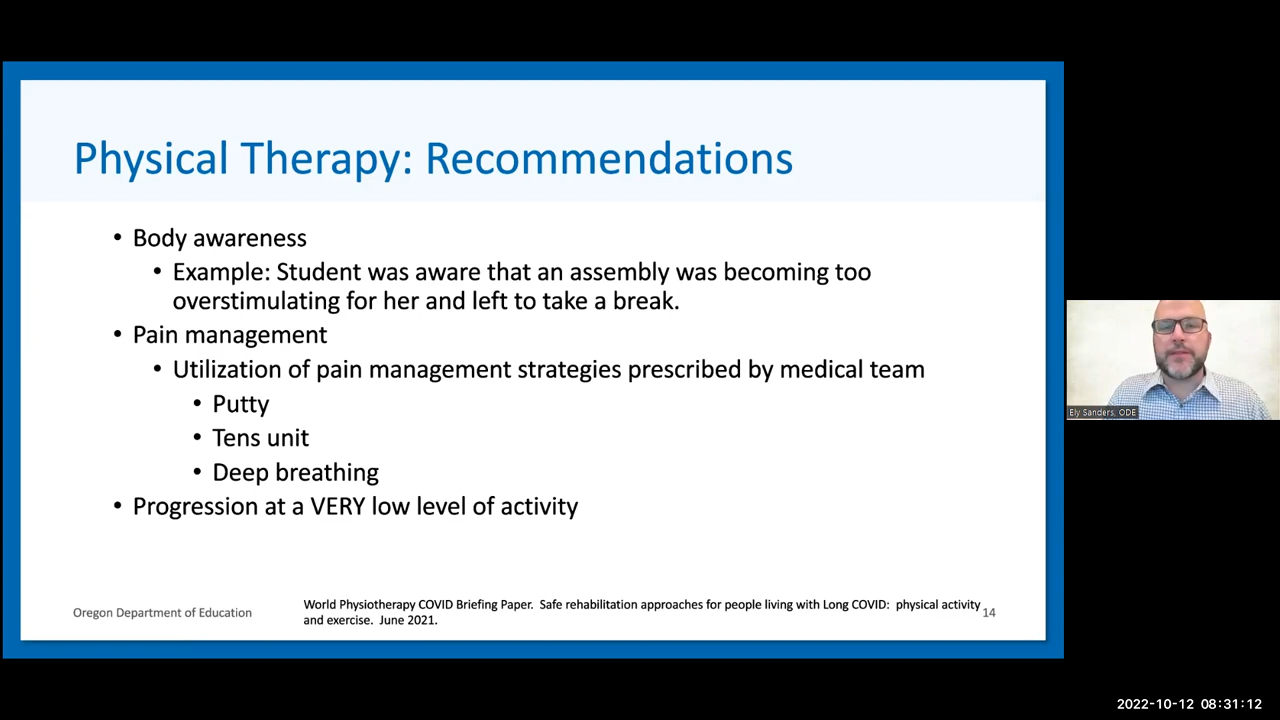 Physical Therapy: Recommendations
• Body awareness
• Example: Student was aware that an assembly was becoming too
overstimulating for her and left to take a break.
• Pain management
• Utilization of pain management strategies prescribed by medical team
• Putty
• Tens unit
• Deep breathing
• Progression at a VERY low level of activity
Oregon Department of Education
World Physiotherapy COVID Briefing Paper. Safe rehabilitation approaches for people living with Long COVID: physical activity
and exercise. June 2021.
14
Ely Sanders, ODE
2022-10-12 08:31:12